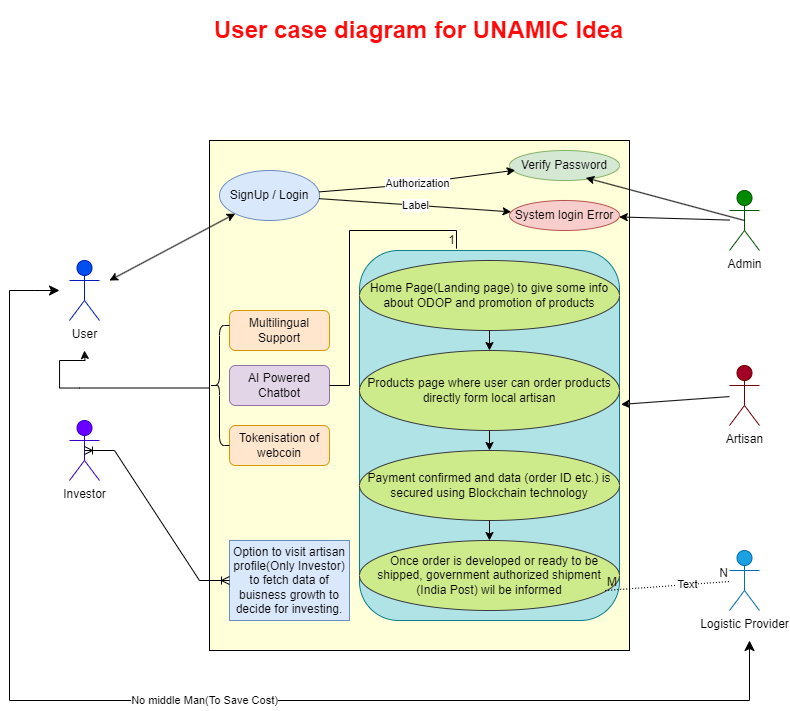 User case diagram for UNAMIC Idea
SignUp / Login
Authorization
Label
Verify Password
System login Error
Admin
1
User
Home Page(Landing page) to give some info
about ODOP and promotion of products
Multilingual
Support
AI Powered
Chatbot
Tokenisation of
webcoin
Products page where user can order products
directly form local artisan
Artisan
Investor
Payment confirmed and data (order ID etc.) is
secured using Blockchain technology
Option to visit artisan
profile(Only Investor)
to fetch data of
buisness growth to
decide for investing.
Once order is developed or ready to be
shipped, government authorized shipment
(India Post) wil be informed
M
Text
N
Logistic Provider
No middle Man(To Save Cost)